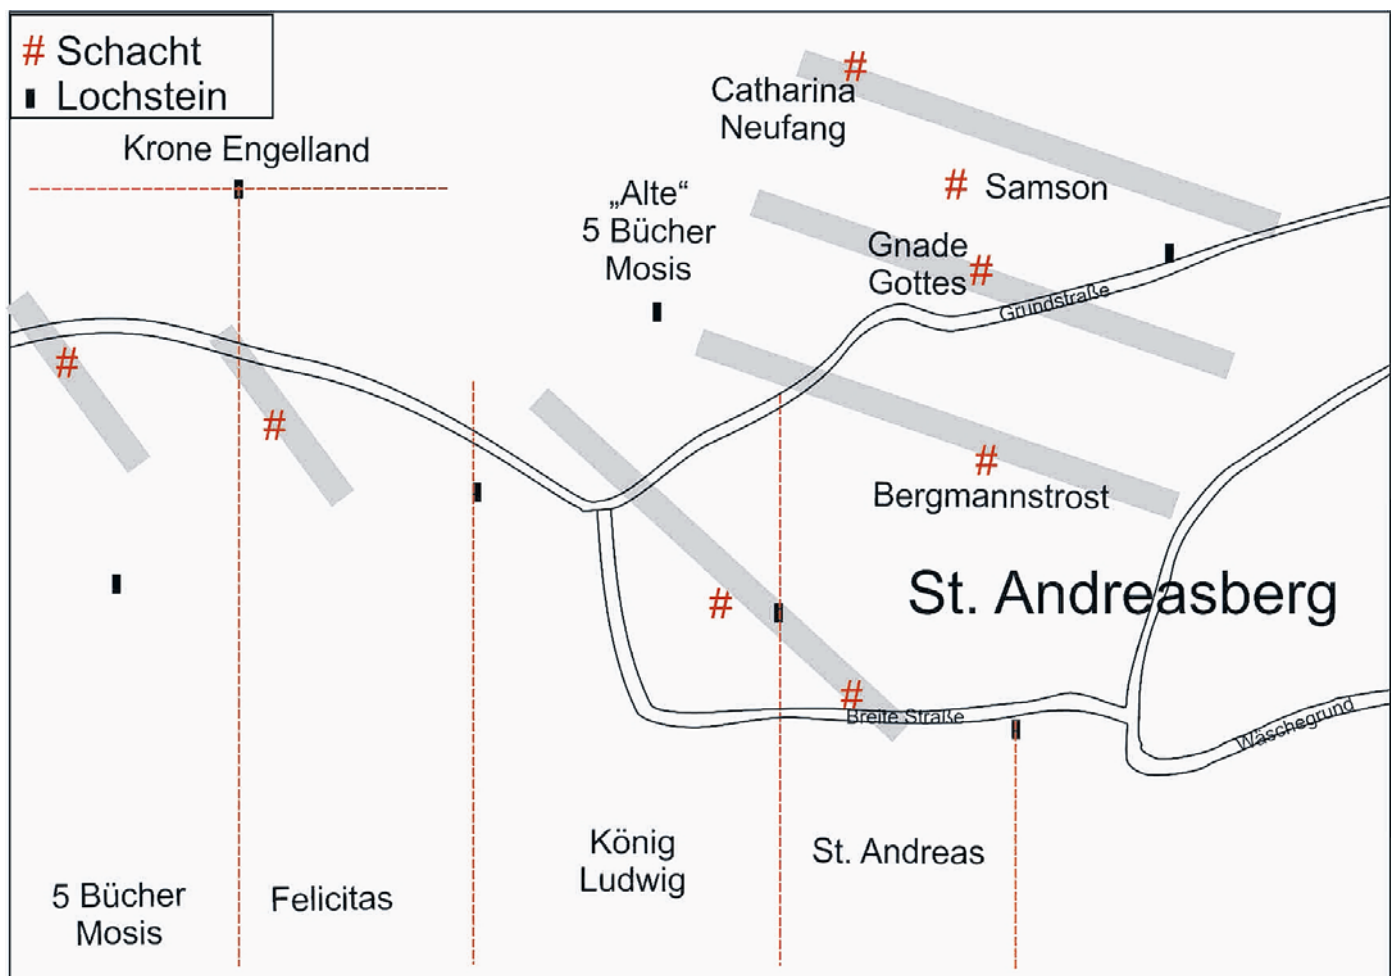 # Schacht
Lochstein
Krone Engelland
Catharina
Neufang
„Alte“
5 Bücher
Mosis
Samson
Gnade
Gottes
Grundstraße
Bergmannstrost
St. Andreasberg
Breite Straße
Wäschegrund
König
Ludwig
St. Andreas
5 Bücher
Mosis
Felicitas